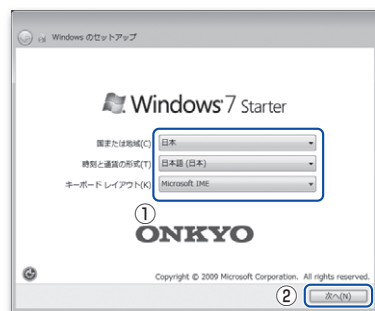 Windows のセットアップ
Windows 7 Starter
国または地域(C) 日本
時刻と通貨の形式(T) 日本語 (日本)
キーボード レイアウト(K) Microsoft IME
①
ONKYO
Copyright © 2009 Microsoft Corporation. All rights reserved.
② 次へ(N)